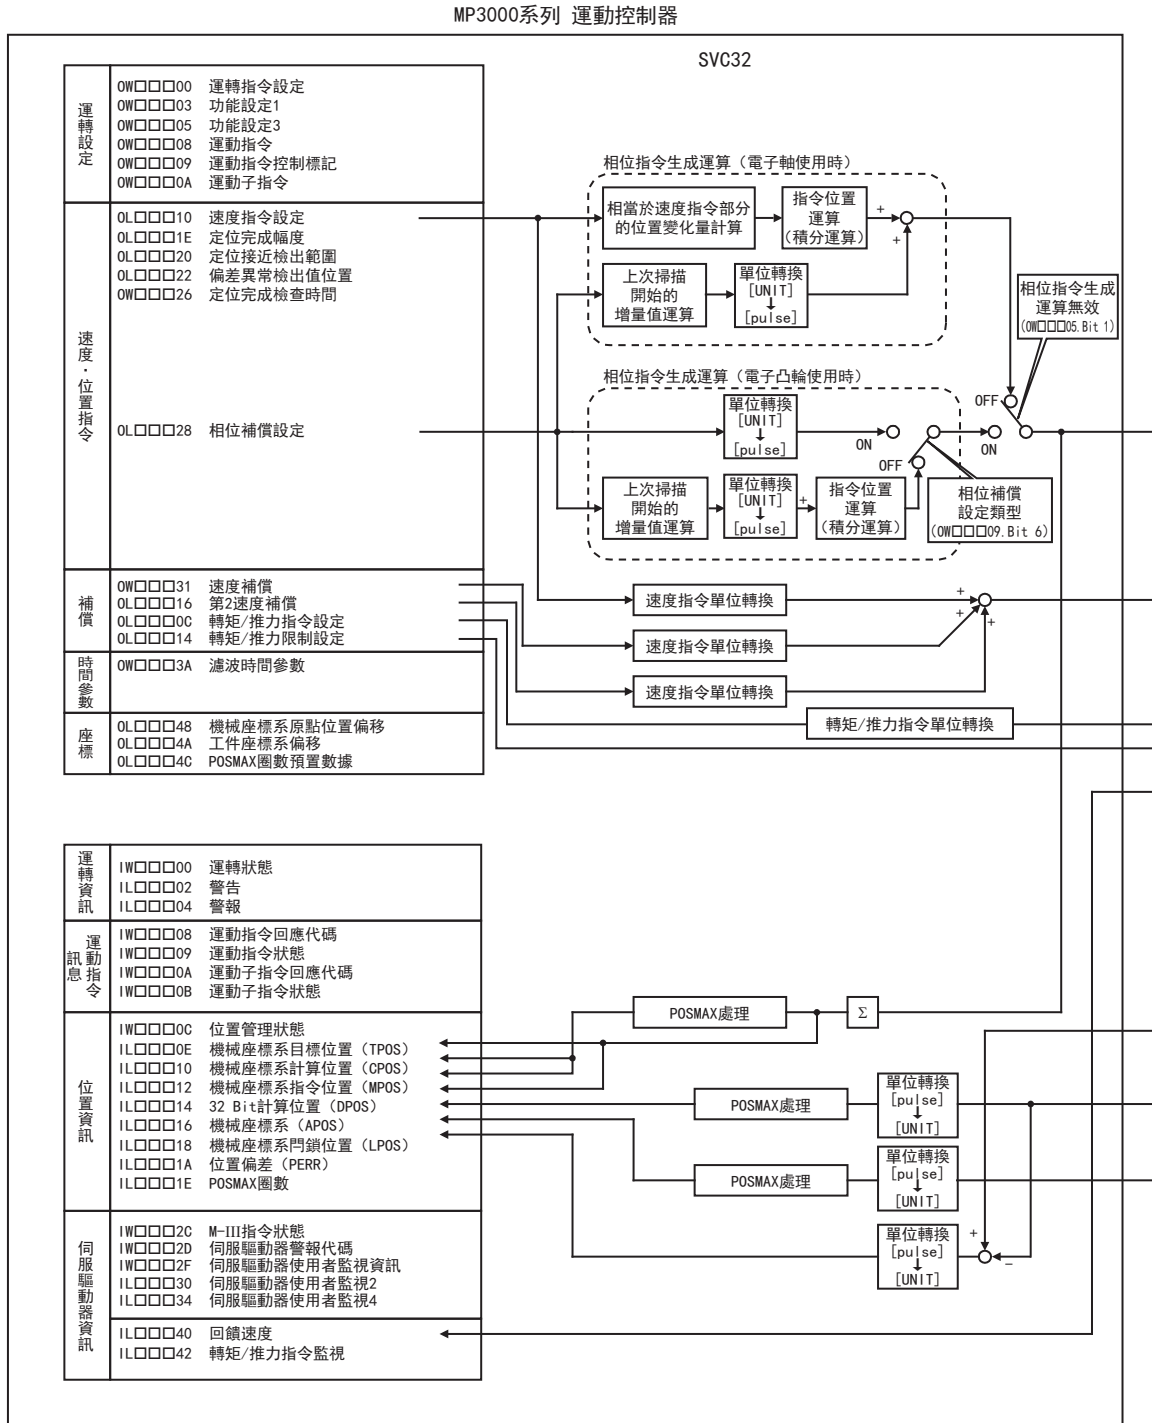 MP3000系列 運動控制器
SVC32
運轉設定
OW□□□00 運轉指令設定
OW□□□03 功能設定1
OW□□□05 功能設定3
OW□□□08 運動指令
OW□□□09 運動指令控制標記
OW□□□0A 運動子指令
速度・位置指令
OL□□□10 速度指令設定
OL□□□1E 定位完成幅度
OL□□□20 定位接近檢出範圍
OL□□□22 偏差異常檢出值位置
OW□□□26 定位完成檢查時間
OL□□□28 相位補償設定
補償
OW□□□31 速度補償
OL□□□16 第2速度補償
OL□□□0C 轉矩/推力指令設定
OL□□□14 轉矩/推力限制設定
時間參數
OW□□□3A 濾波時間參數
座標
OL□□□48 機械座標系原點位置偏移
OL□□□4A 工件座標系偏移
OL□□□4C POSMAX圈數預置數據
相位指令生成運算（電子軸使用時）
相當於速度指令部分
的位置變化量計算
指令位置
運算
(積分運算)
+
+
上次掃描
開始的
增量值運算
單位轉換
[UNIT]
↓
[pulse]
相位指令生成
運算無效
(OW□□□05.Bit 1)
相位指令生成運算（電子凸輪使用時）
單位轉換
[UNIT]
↓
[pulse]
ON
OFF
OFF
ON
上次掃描
開始的
增量值運算
單位轉換
[UNIT]
↓
[pulse]
+
指令位置
運算
(積分運算)
相位補償
設定類型
(OW□□□09.Bit 6)
速度指令單位轉換
+
+
+
速度指令單位轉換
速度指令單位轉換
轉矩/推力指令單位轉換
運轉資訊
IW□□□00 運轉狀態
IL□□□02 警告
IL□□□04 警報
運動指令
訊息
IW□□□08 運動指令回應代碼
IW□□□09 運動指令狀態
IW□□□0A 運動子指令回應代碼
IW□□□0B 運動子指令狀態
位置資訊
IW□□□0C 位置管理狀態
IL□□□0E 機械座標系目標位置（TPOS）
IL□□□10 機械座標系計算位置（CPOS）
IL□□□12 機械座標系指令位置（MPOS）
IL□□□14 32 Bit計算位置（DPOS）
IL□□□16 機械座標系（APOS）
IL□□□18 機械座標系閂鎖位置（LPOS）
IL□□□1A 位置偏差（PERR）
IL□□□1E POSMAX圈數
伺服驅動器資訊
IW□□□2C M-III指令狀態
IW□□□2D 伺服驅動器警報代碼
IW□□□2F 伺服驅動器使用者監視資訊
IL□□□30 伺服驅動器使用者監視2
IL□□□34 伺服驅動器使用者監視4
IL□□□40 回饋速度
IL□□□42 轉矩/推力指令監視
POSMAX處理
Σ
POSMAX處理
單位轉換
[pulse]
↓
[UNIT]
POSMAX處理
單位轉換
[pulse]
↓
[UNIT]
單位轉換
[pulse]
↓
[UNIT]
+
−